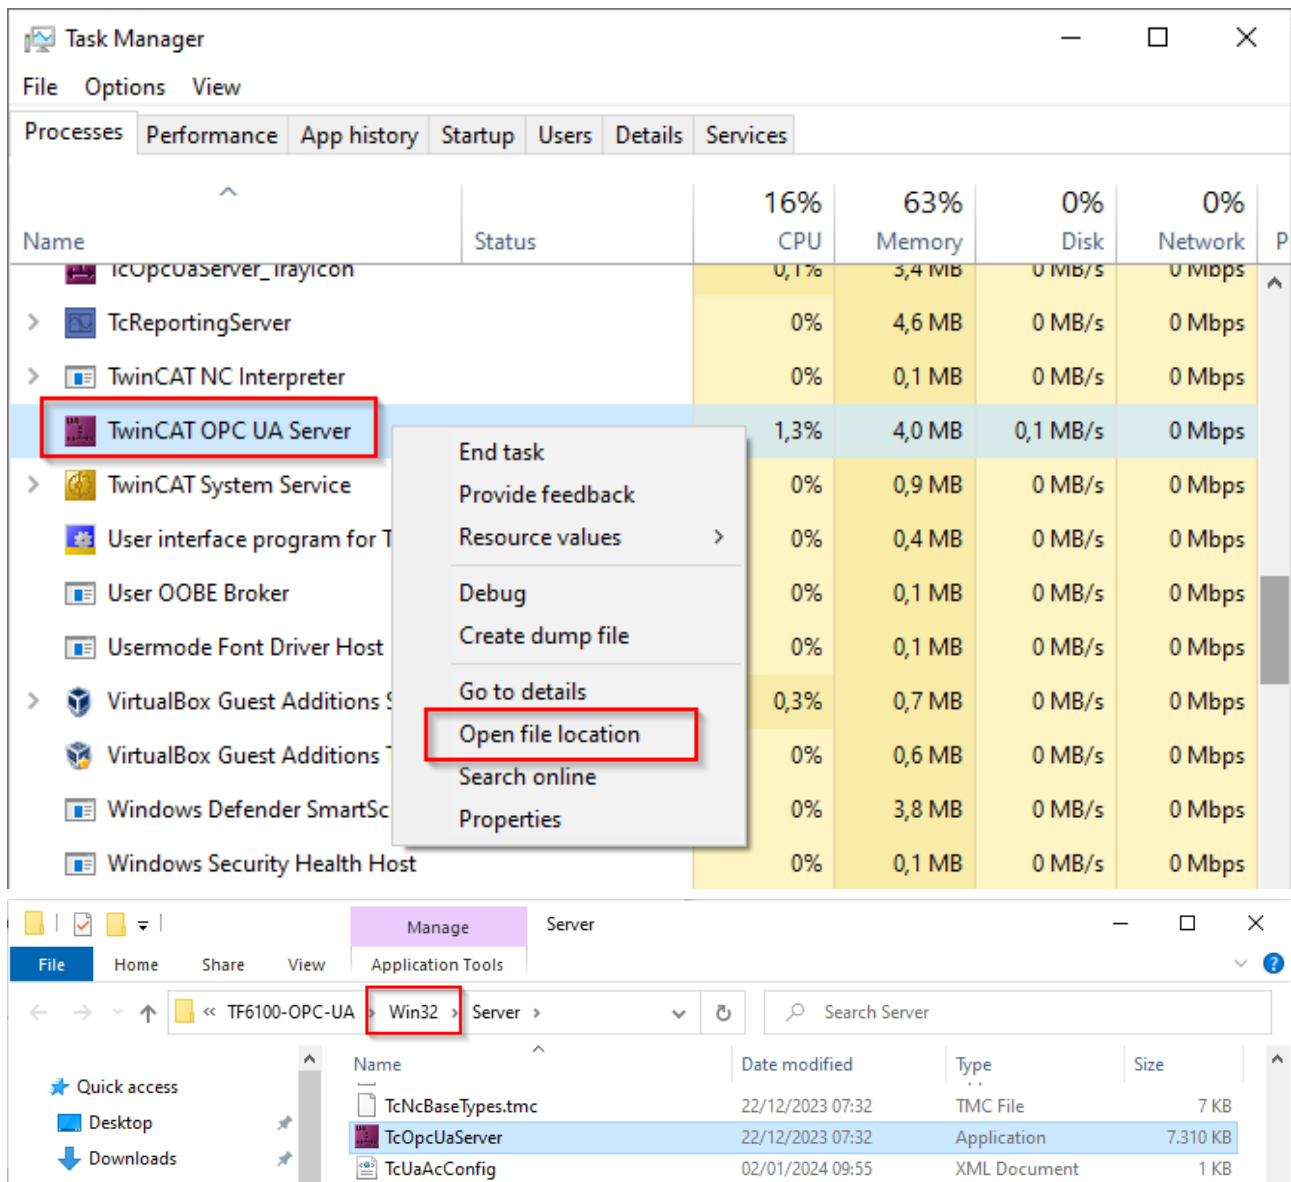 Task Manager
File Options View
Processes Performance App history Startup Users Details Services
16% 63% 0% 0%
Name Status CPU Memory Disk Network P
TcOpcUaServer_TrayIcon 0,1% 3,4 MB 0 MB/s 0 Mbps
TcReportingServer 0% 4,6 MB 0 MB/s 0 Mbps
TwinCAT NC Interpreter 0% 0,1 MB 0 MB/s 0 Mbps
TwinCAT OPC UA Server 1,3% 4,0 MB 0,1 MB/s 0 Mbps
End task
Provide feedback
Resource values
Debug
Create dump file
Go to details
Open file location
Search online
Properties
TwinCAT System Service 0% 0,9 MB 0 MB/s 0 Mbps
User interface program for T 0% 0,4 MB 0 MB/s 0 Mbps
User OOBE Broker 0% 0,1 MB 0 MB/s 0 Mbps
Usermode Font Driver Host 0% 0,1 MB 0 MB/s 0 Mbps
VirtualBox Guest Additions S 0,3% 0,7 MB 0 MB/s 0 Mbps
VirtualBox Guest Additions T 0% 0,6 MB 0 MB/s 0 Mbps
Windows Defender SmartSc 0% 3,8 MB 0 MB/s 0 Mbps
Windows Security Health Host 0% 0,1 MB 0 MB/s 0 Mbps
Manage Server
File Home Share View Application Tools
« TF6100-OPC-UA > Win32 > Server > Search Server
Name Date modified Type Size
Quick access
Desktop
Downloads
TcNcBaseTypes.tmc 22/12/2023 07:32 TMC File 7 KB
TcOpcUaServer 22/12/2023 07:32 Application 7.310 KB
TcUaAcConfig 02/01/2024 09:55 XML Document 1 KB